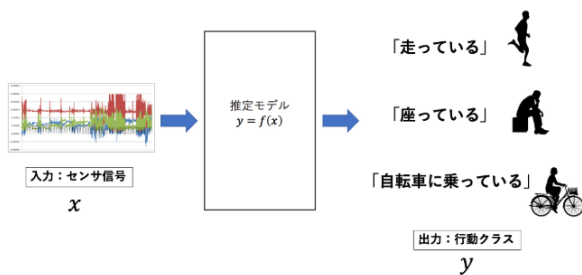 「走っている」
推定モデル
y = f(x)
「座っている」
入力：センサ信号
x
「自転車に乗っている」
出力：行動クラス
y